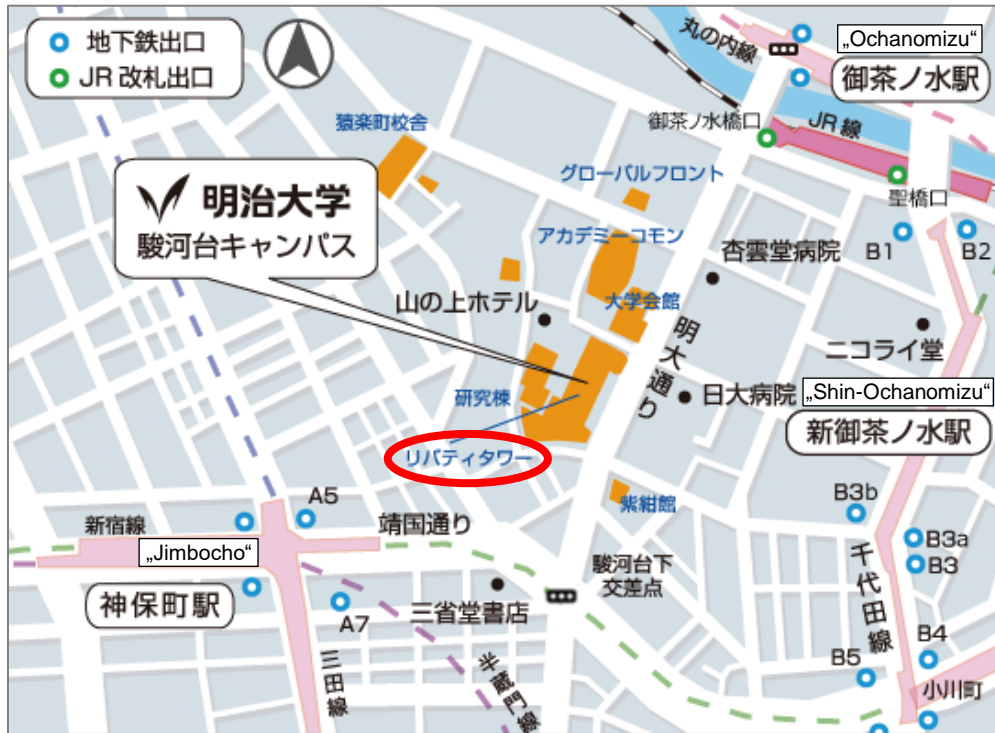 地下鉄出口
JR 改札出口
丸の内線
„Ochanomizu“
御茶ノ水駅
猿楽町校舎
御茶ノ水橋口
JR 線
グローバルフロント
聖橋口
明治大学
駿河台キャンパス
アカデミーコモン
杏雲堂病院
B1
B2
大学会館
山の上ホテル
明大通り
ニコライ堂
研究棟
日大病院
„Shin-Ochanomizu“
新御茶ノ水駅
リバティタワー
A5
靖国通り
紫紺館
B3b
新宿線
„Jimbocho“
B3a
B3
千代田線
駿河台下
交差点
神保町駅
A7
三省堂書店
三田線
半蔵門線
B4
B5
小川町